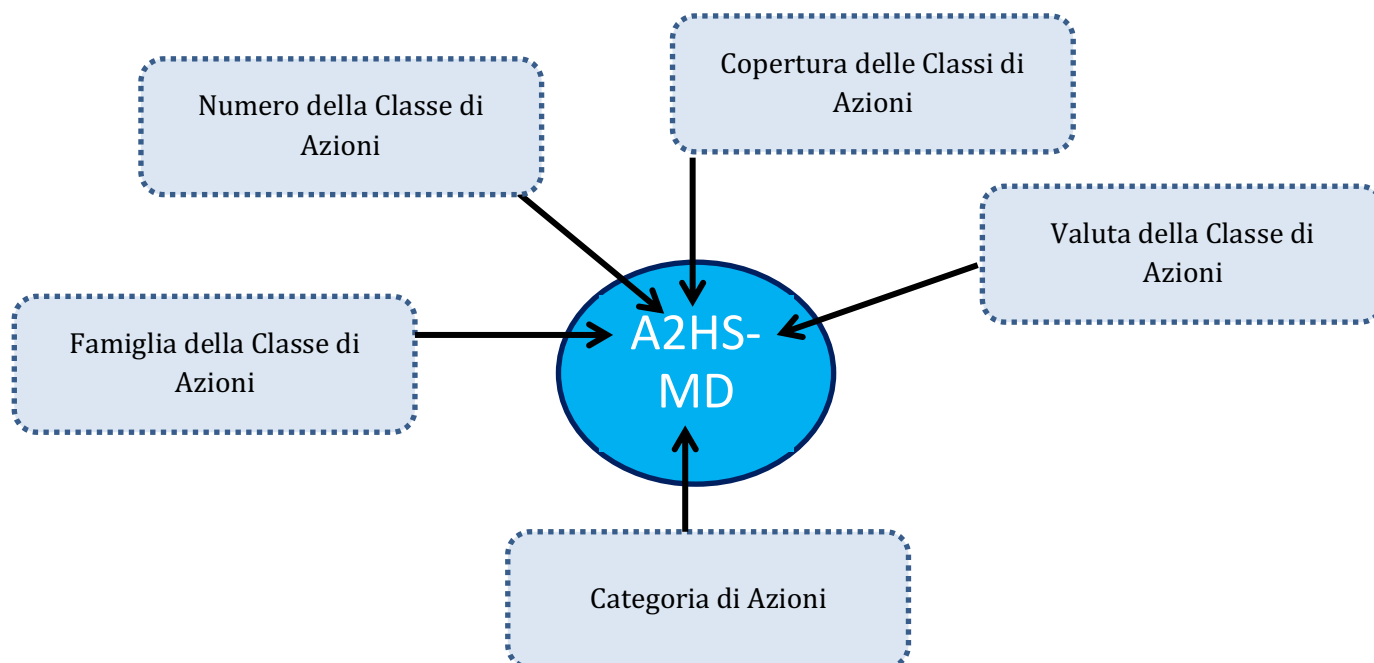 Copertura delle Classi di
Azioni
Numero della Classe di
Azioni
Valuta della Classe di
Azioni
Famiglia della Classe di
Azioni
A2HS-
MD
Categoria di Azioni